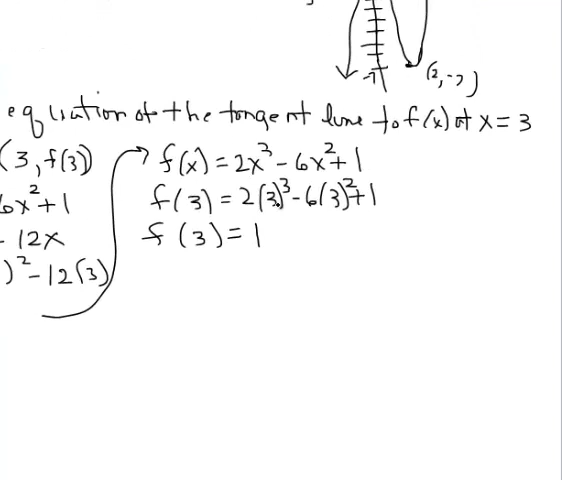 -7
(2,-7)
equation of the tangent line to f(x) at x = 3
(3, f(3))
f(x) = 2x³ - 6x² + 1
6x² + 1
f(3) = 2(3)³ - 6(3)² + 1
- 12x
f(3) = 1
)² - 12(3)